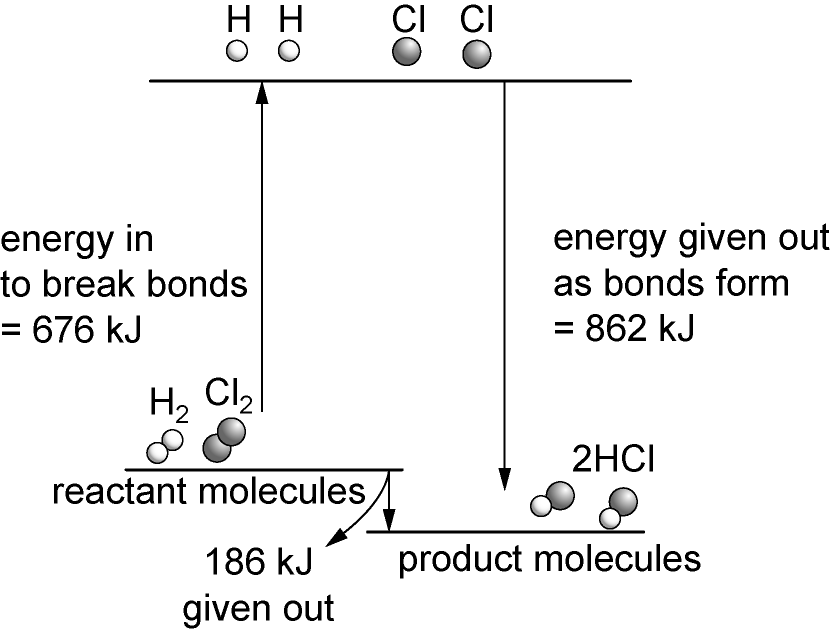 H H Cl Cl
energy in
to break bonds
= 676 kJ
energy given out
as bonds form
= 862 kJ
H₂ Cl₂
reactant molecules
2HCl
product molecules
186 kJ
given out